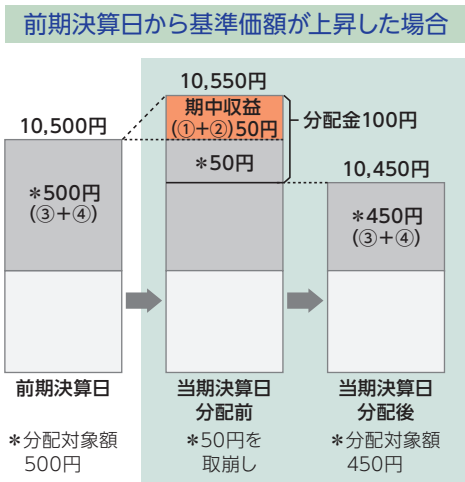 前期決算日から基準価額が上昇した場合
10,550円
期中収益
(①+②)50円
分配金100円
10,500円
*50円
10,450円
*500円
(③+④)
*450円
(③+④)
前期決算日
当期決算日
分配前
当期決算日
分配後
*分配対象額
500円
*50円を
取崩し
*分配対象額
450円